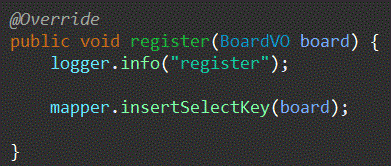 @Override
public void register(BoardVO board) {
    logger.info("register");
    mapper.insertSelectKey(board);
}